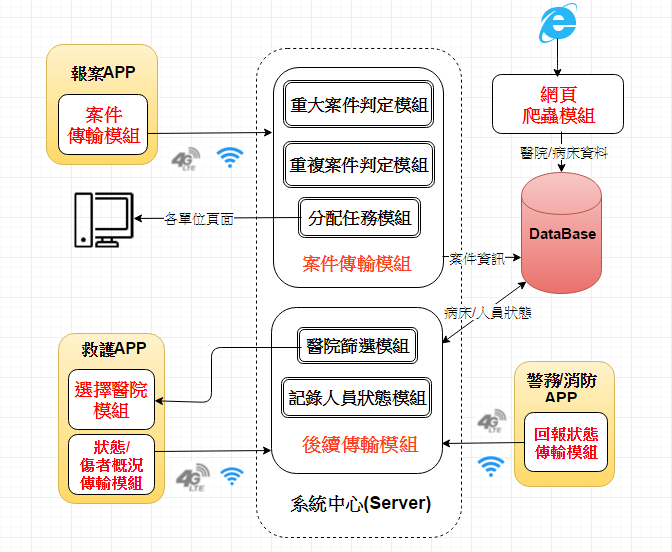 報案APP
案件
傳輸模組
4G LTE
重大案件判定模組
重複案件判定模組
分配任務模組
案件傳輸模組
各單位頁面
網頁
爬蟲模組
醫院/病床資料
DataBase
案件資訊
病床/人員狀態
救護APP
選擇醫院
模組
狀態/
傷者概況
傳輸模組
4G LTE
醫院篩選模組
記錄人員狀態模組
後續傳輸模組
系統中心(Server)
警務/消防
APP
回報狀態
傳輸模組
4G LTE